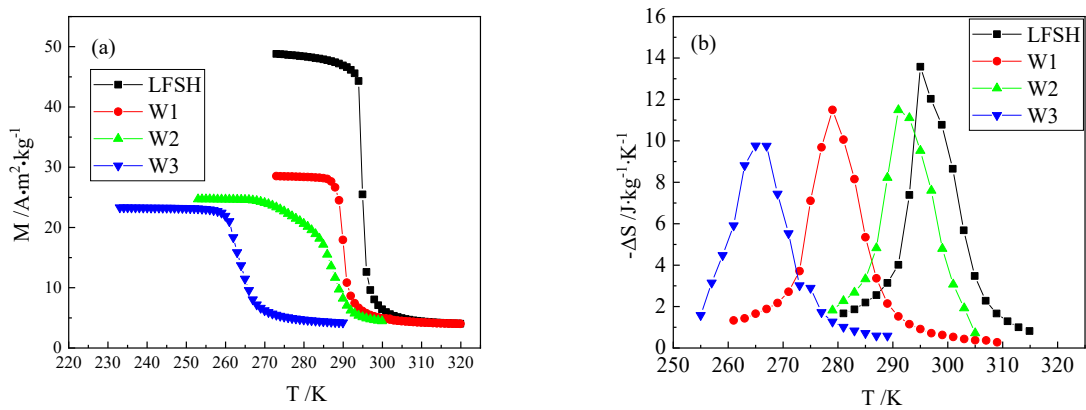 (a)
LFSH
W1
W2
W3
M /A•m²•kg⁻¹
60
50
40
30
20
10
0
220 230 240 250 260 270 280 290 300 310 320
T /K
(b)
LFSH
W1
W2
W3
-ΔS /J·kg⁻¹·K⁻¹
16
14
12
10
8
6
4
2
0
250 260 270 280 290 300 310 320
T /K